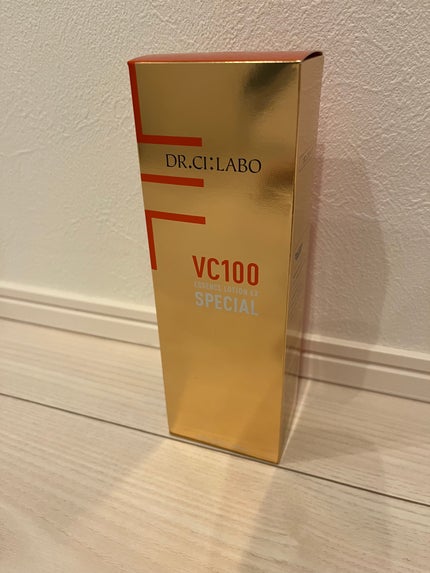 DR.CI:LABO
VC100
ESSENCE LOTION EX
SPECIAL